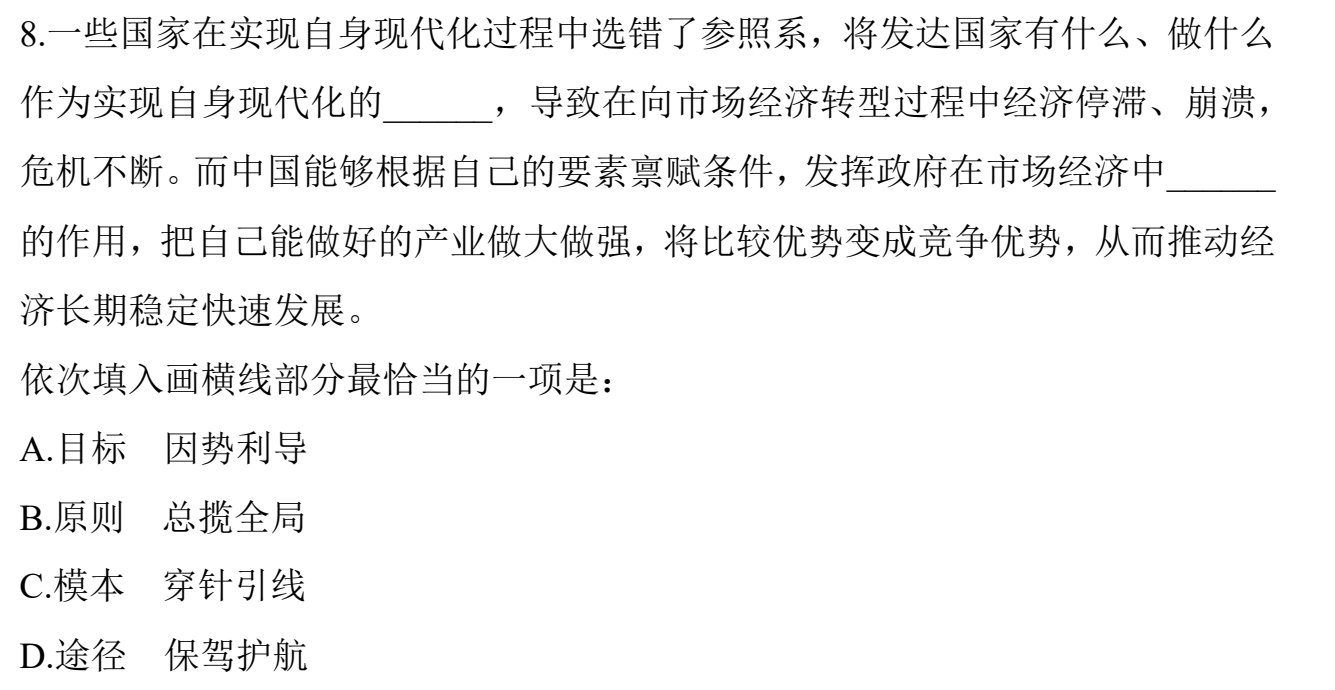 8.一些国家在实现自身现代化过程中选错了参照系，将发达国家有什么、做什么
作为实现自身现代化的______，导致在向市场经济转型过程中经济停滞、崩溃，
危机不断。而中国能够根据自己的要素禀赋条件，发挥政府在市场经济中______
的作用，把自己能做好的产业做大做强，将比较优势变成竞争优势，从而推动经
济长期稳定快速发展。
依次填入画横线部分最恰当的一项是：
A.目标　因势利导
B.原则　总揽全局
C.模本　穿针引线
D.途径　保驾护航